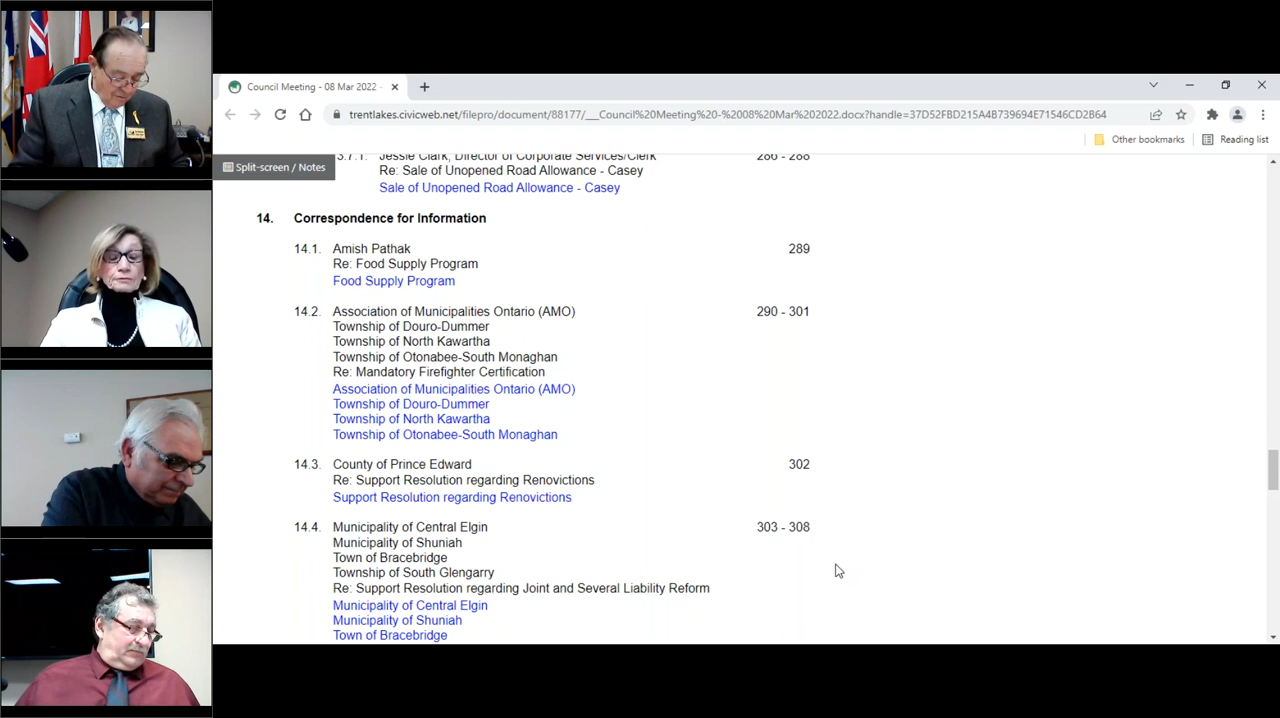 Council Meeting - 08 Mar 2022 -
trentlakes.civicweb.net/filepro/document/88177/___Council%20Meeting%20-%2008%20Mar%202022.docx?handle=37D52FBD215A4B739694E71546CD2B64
Other bookmarks
Reading list
Split-screen / Notes
3.7.1. Jessie Clark, Director of Corporate Services/Clerk 286 - 288
Re: Sale of Unopened Road Allowance - Casey
Sale of Unopened Road Allowance - Casey
14. Correspondence for Information
14.1. Amish Pathak 289
Re: Food Supply Program
Food Supply Program
14.2. Association of Municipalities Ontario (AMO) 290 - 301
Township of Douro-Dummer
Township of North Kawartha
Township of Otonabee-South Monaghan
Re: Mandatory Firefighter Certification
Association of Municipalities Ontario (AMO)
Township of Douro-Dummer
Township of North Kawartha
Township of Otonabee-South Monaghan
14.3. County of Prince Edward 302
Re: Support Resolution regarding Renovictions
Support Resolution regarding Renovictions
14.4. Municipality of Central Elgin 303 - 308
Municipality of Shuniah
Town of Bracebridge
Township of South Glengarry
Re: Support Resolution regarding Joint and Several Liability Reform
Municipality of Central Elgin
Municipality of Shuniah
Town of Bracebridge